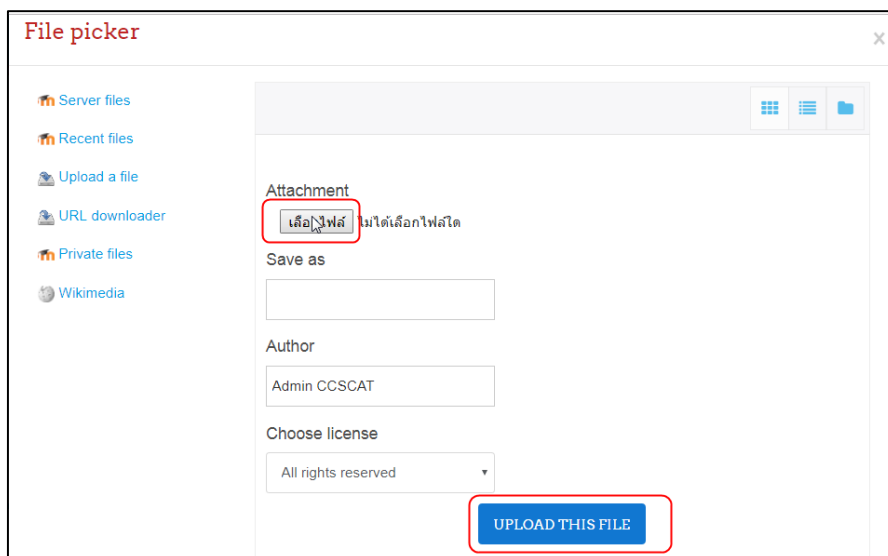 File picker
×
Server files
Recent files
Upload a file
URL downloader
Private files
Wikimedia
Attachment
เลือกไฟล์ ไม่ได้เลือกไฟล์ใด
Save as
Author
Admin CCSCAT
Choose license
All rights reserved
UPLOAD THIS FILE